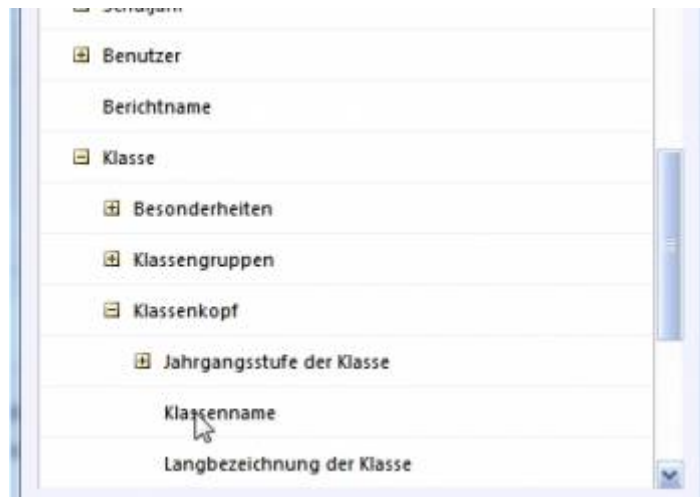 Benutzer
Berichtname
Klasse
Besonderheiten
Klassengruppen
Klassenkopf
Jahrgangsstufe der Klasse
Klassenname
Langbezeichnung der Klasse